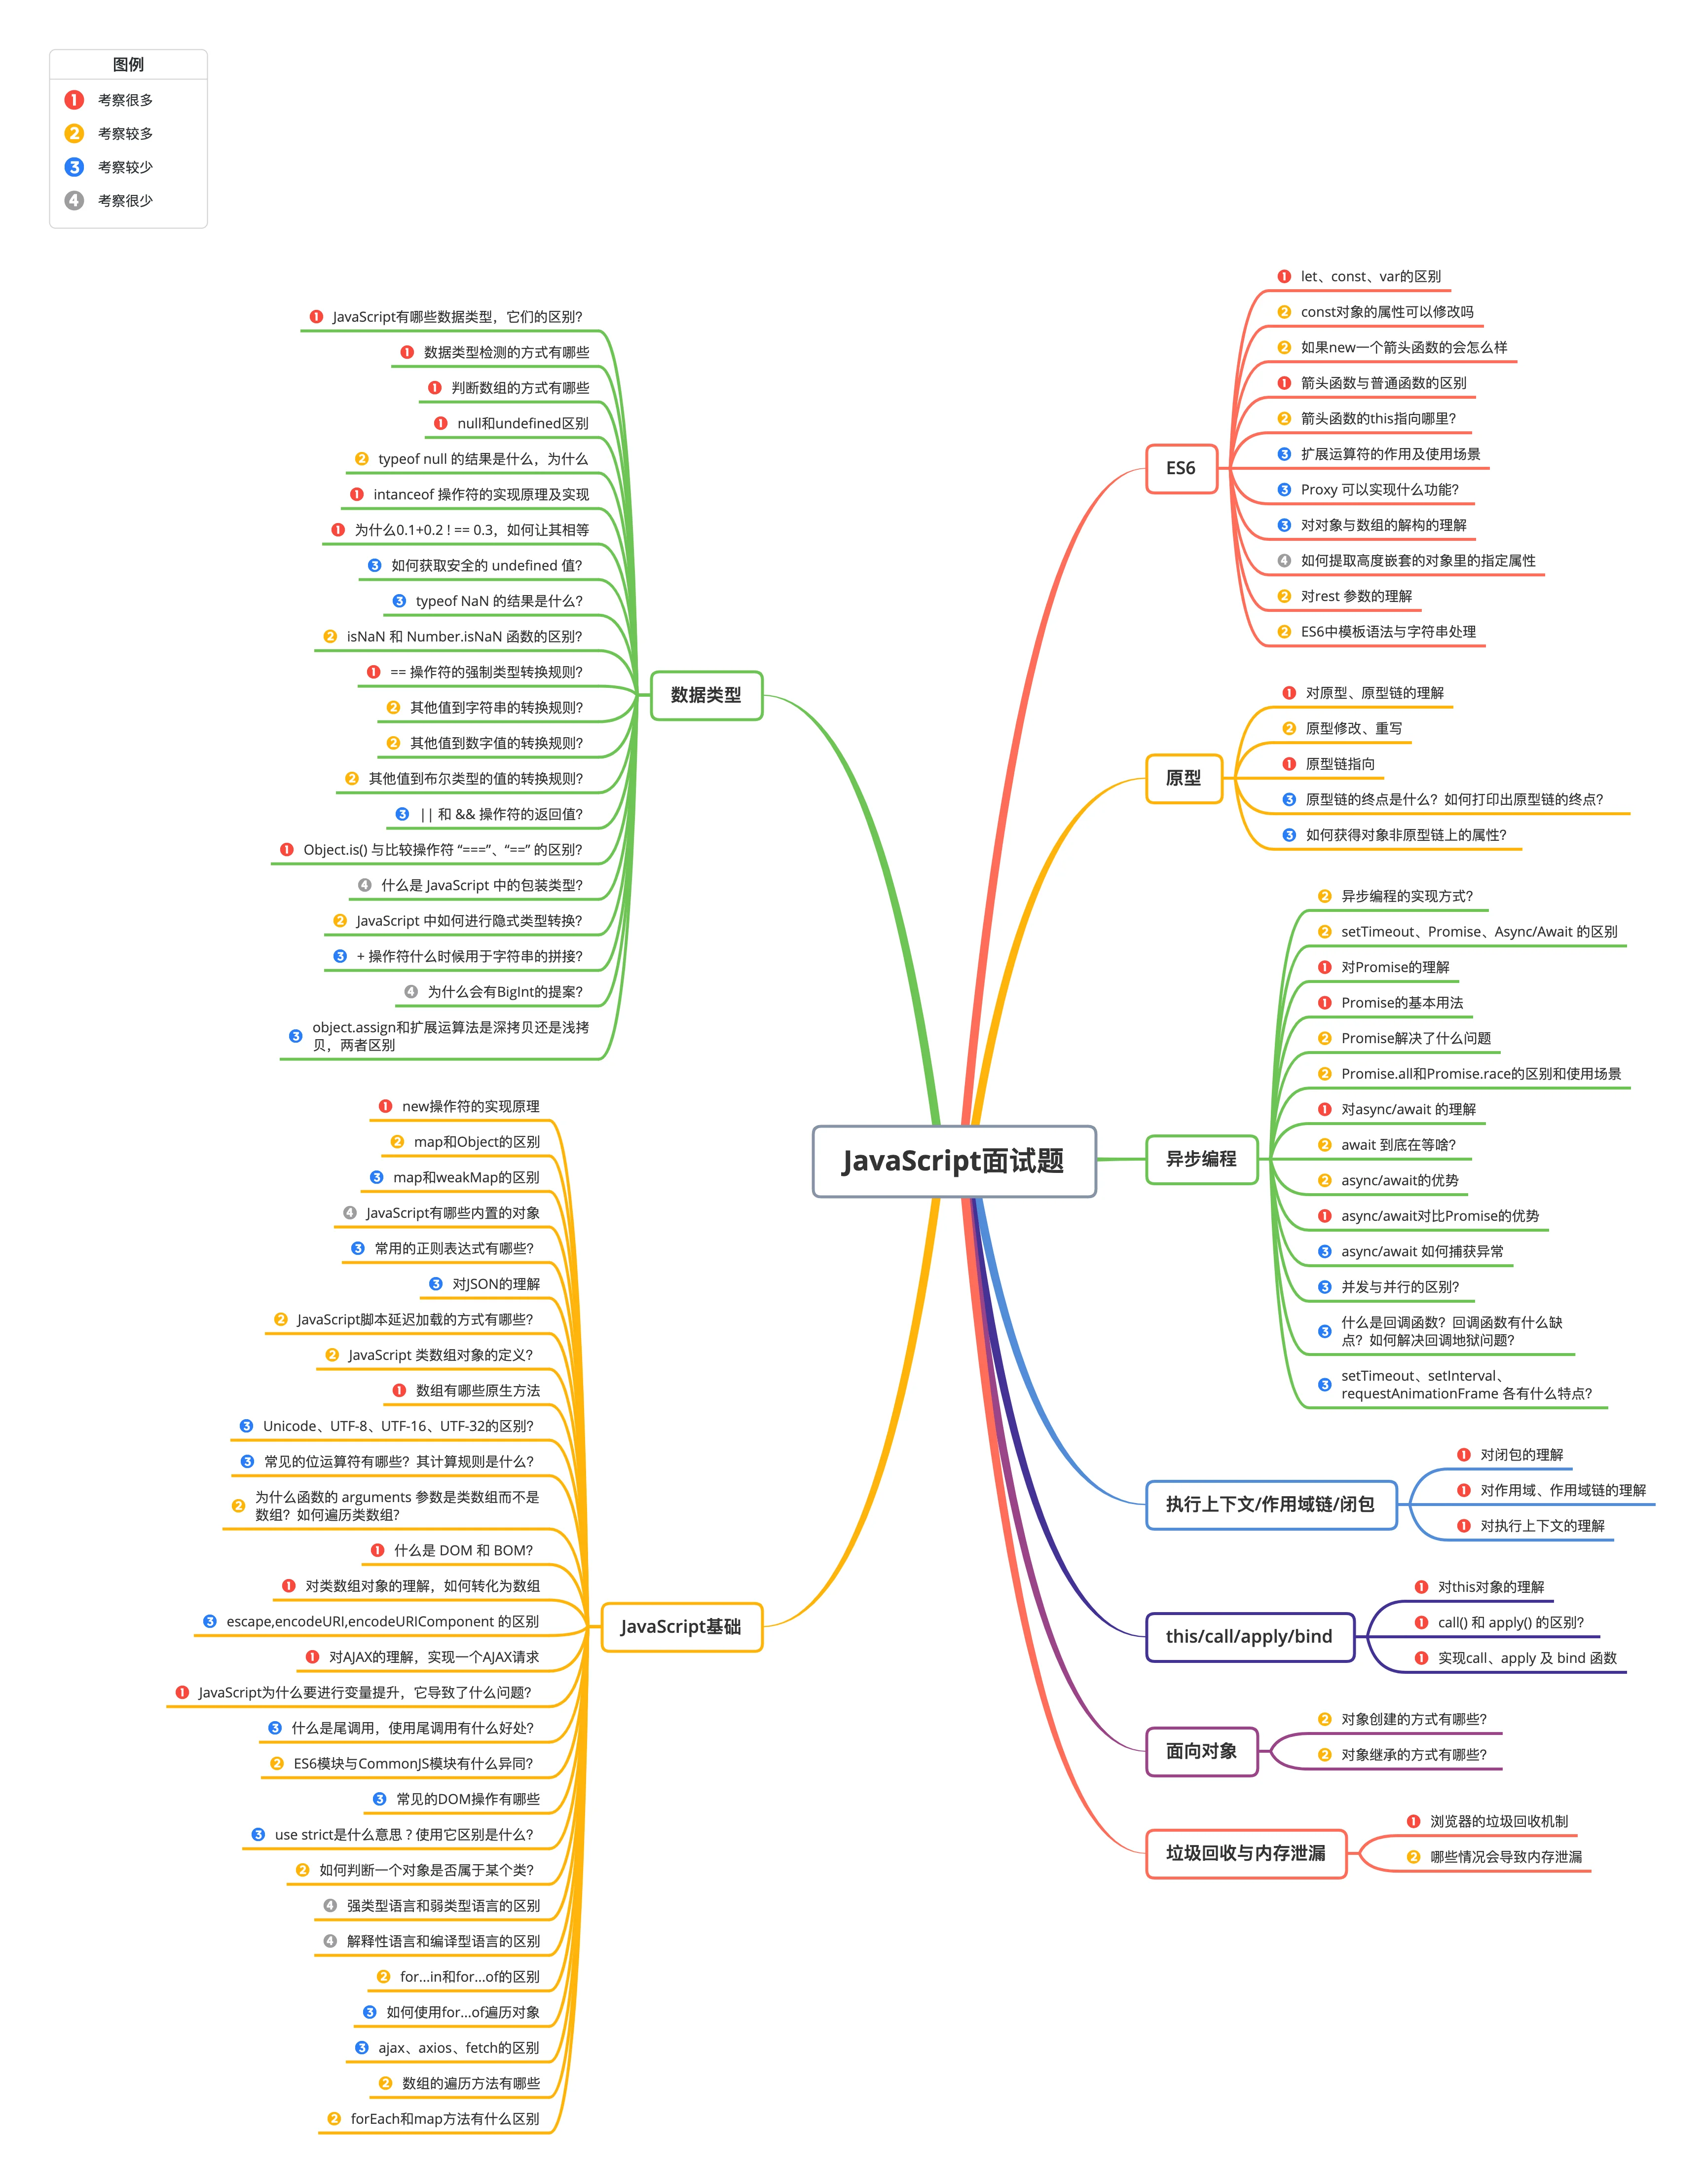 图例
1 考察很多
2 考察较多
3 考察较少
4 考察很少
JavaScript面试题
数据类型
1 JavaScript有哪些数据类型，它们的区别？
1 数据类型检测的方式有哪些
1 判断数组的方式有哪些
1 null和undefined区别
2 typeof null 的结果是什么，为什么
1 intanceof 操作符的实现原理及实现
1 为什么0.1+0.2 ! == 0.3，如何让其相等
3 如何获取安全的 undefined 值？
3 typeof NaN 的结果是什么？
2 isNaN 和 Number.isNaN 函数的区别？
1 == 操作符的强制类型转换规则？
2 其他值到字符串的转换规则？
2 其他值到数字值的转换规则？
2 其他值到布尔类型的值的转换规则？
3 || 和 && 操作符的返回值？
1 Object.is() 与比较操作符 “===”、“==” 的区别？
4 什么是 JavaScript 中的包装类型？
2 JavaScript 中如何进行隐式类型转换？
3 + 操作符什么时候用于字符串的拼接？
4 为什么会有BigInt的提案？
3 object.assign和扩展运算法是深拷贝还是浅拷
贝，两者区别
JavaScript基础
1 new操作符的实现原理
2 map和Object的区别
3 map和weakMap的区别
4 JavaScript有哪些内置的对象
3 常用的正则表达式有哪些？
3 对JSON的理解
2 JavaScript脚本延迟加载的方式有哪些？
2 JavaScript 类数组对象的定义？
1 数组有哪些原生方法
3 Unicode、UTF-8、UTF-16、UTF-32的区别？
3 常见的位运算符有哪些？其计算规则是什么？
2 为什么函数的 arguments 参数是类数组而不是
数组？如何遍历类数组?
1 什么是 DOM 和 BOM？
1 对类数组对象的理解，如何转化为数组
3 escape,encodeURI,encodeURIComponent 的区别
1 对AJAX的理解，实现一个AJAX请求
1 JavaScript为什么要进行变量提升，它导致了什么问题？
3 什么是尾调用，使用尾调用有什么好处？
2 ES6模块与CommonJS模块有什么异同？
3 常见的DOM操作有哪些
3 use strict是什么意思 ? 使用它区别是什么？
2 如何判断一个对象是否属于某个类？
4 强类型语言和弱类型语言的区别
4 解释性语言和编译型语言的区别
2 for...in和for...of的区别
3 如何使用for...of遍历对象
3 ajax、axios、fetch的区别
2 数组的遍历方法有哪些
2 forEach和map方法有什么区别
ES6
1 let、const、var的区别
2 const对象的属性可以修改吗
2 如果new一个箭头函数的会怎么样
1 箭头函数与普通函数的区别
2 箭头函数的this指向哪里？
3 扩展运算符的作用及使用场景
3 Proxy 可以实现什么功能？
3 对对象与数组的解构的理解
4 如何提取高度嵌套的对象里的指定属性
2 对rest 参数的理解
2 ES6中模板语法与字符串处理
原型
1 对原型、原型链的理解
2 原型修改、重写
1 原型链指向
3 原型链的终点是什么？如何打印出原型链的终点？
3 如何获得对象非原型链上的属性？
异步编程
2 异步编程的实现方式？
2 setTimeout、Promise、Async/Await 的区别
1 对Promise的理解
1 Promise的基本用法
2 Promise解决了什么问题
2 Promise.all和Promise.race的区别和使用场景
1 对async/await 的理解
2 await 到底在等啥？
2 async/await的优势
1 async/await对比Promise的优势
3 async/await 如何捕获异常
3 并发与并行的区别？
3 什么是回调函数？回调函数有什么缺
点？如何解决回调地狱问题？
3 setTimeout、setInterval、
requestAnimationFrame 各有什么特点？
执行上下文/作用域链/闭包
1 对闭包的理解
1 对作用域、作用域链的理解
1 对执行上下文的理解
this/call/apply/bind
1 对this对象的理解
1 call() 和 apply() 的区别？
1 实现call、apply 及 bind 函数
面向对象
2 对象创建的方式有哪些？
2 对象继承的方式有哪些？
垃圾回收与内存泄漏
1 浏览器的垃圾回收机制
2 哪些情况会导致内存泄漏